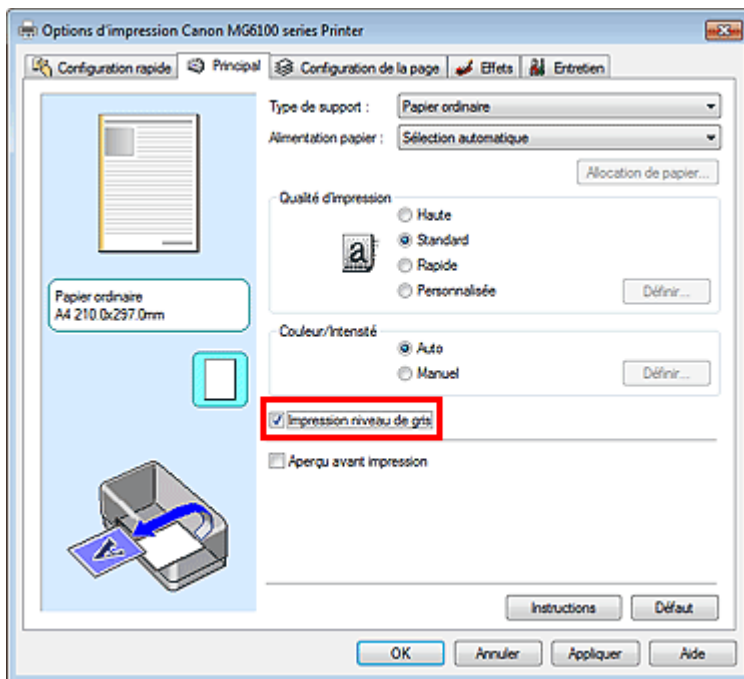 Options d'impression Canon MG6100 series Printer
Configuration rapide Principal Configuration de la page Effets Entretien
Type de support : Papier ordinaire
Alimentation papier : Sélection automatique
Allocation de papier...
Qualité d'impression
Haute
Standard
Rapide
Personnalisée Définir...
a
Papier ordinaire
A4 210.0x297.0mm
Couleur/Intensité
Auto
Manuel Définir...
Impression niveau de gris
Aperçu avant impression
A
Instructions Défaut
OK Annuler Appliquer Aide